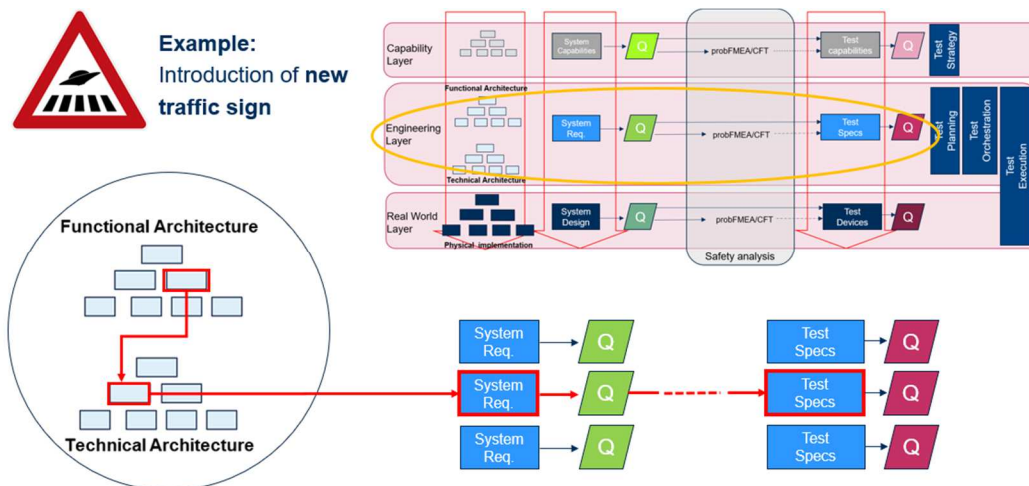 Example:
Introduction of new
traffic sign
Capability
Layer
System
Capabilities
Q
probFMEA/CFT
Test
capabilities
Q
Test
Strategy
Functional Architecture
Engineering
Layer
System
Req.
Q
probFMEA/CFT
Test
Specs
Q
Test
Planning
Test
Orchestration
Test
Execution
Technical Architecture
Real World
Layer
System
Design
Q
probFMEA/CFT
Test
Devices
Q
Physical implementation
Safety analysis
Functional Architecture
Technical Architecture
System
Req.
Q
Test
Specs
Q
System
Req.
Q
Test
Specs
Q
System
Req.
Q
Test
Specs
Q